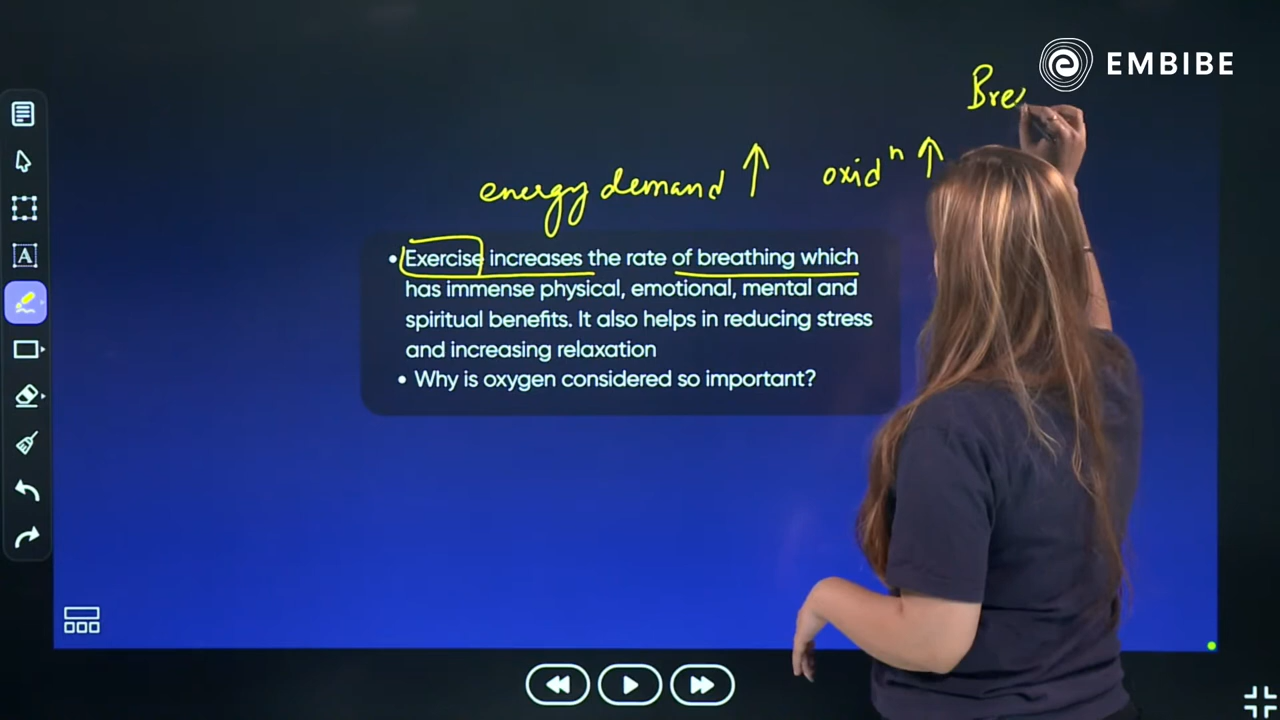 EMBIBE
Bre
energy demand ↑ oxidⁿ ↑
• Exercise increases the rate of breathing which
has immense physical, emotional, mental and
spiritual benefits. It also helps in reducing stress
and increasing relaxation
• Why is oxygen considered so important?
A